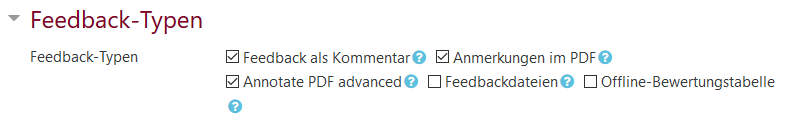 Feedback-Typen
Feedback-Typen Feedback als Kommentar ? Anmerkungen im PDF ?
Annotate PDF advanced ? Feedbackdateien ? Offline-Bewertungstabelle
?